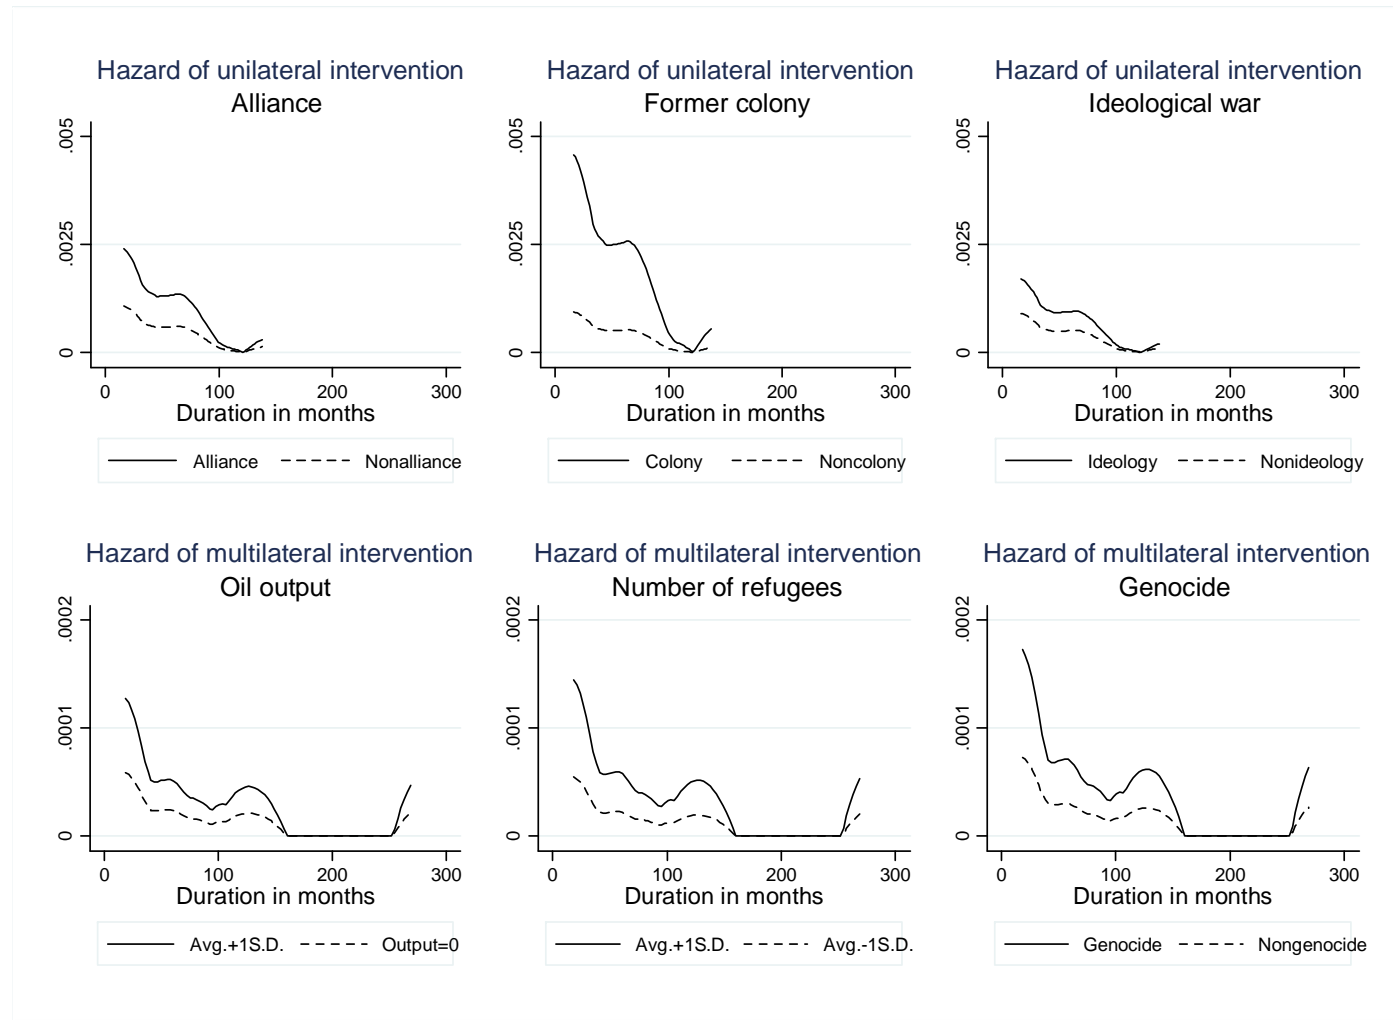 Hazard of unilateral intervention
Alliance
.005
.0025
0
0 100 200 300
Duration in months
Alliance Nonalliance
Hazard of unilateral intervention
Former colony
.005
.0025
0
0 100 200 300
Duration in months
Colony Noncolony
Hazard of unilateral intervention
Ideological war
.005
.0025
0
0 100 200 300
Duration in months
Ideology Nonideology
Hazard of multilateral intervention
Oil output
.0002
.0001
0
0 100 200 300
Duration in months
Avg.+1S.D. Output=0
Hazard of multilateral intervention
Number of refugees
.0002
.0001
0
0 100 200 300
Duration in months
Avg.+1S.D. Avg.-1S.D.
Hazard of multilateral intervention
Genocide
.0002
.0001
0
0 100 200 300
Duration in months
Genocide Nongenocide